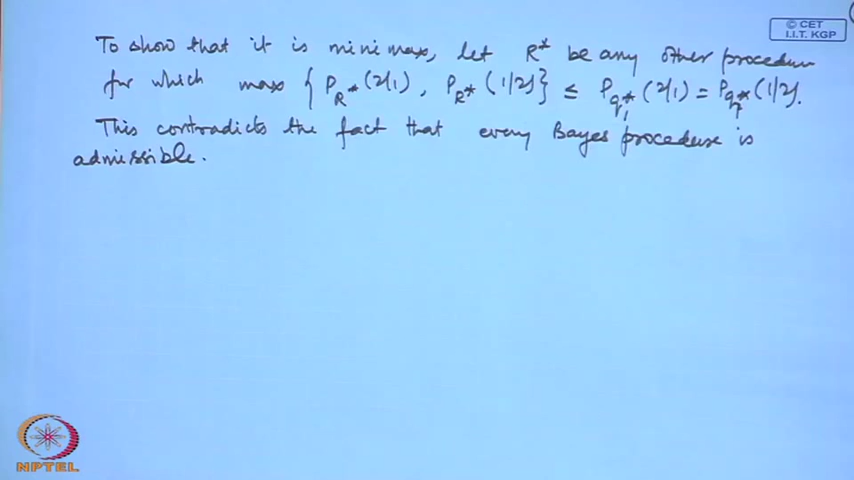 © CET
I.I.T. KGP
To show that it is minimax, let R* be any other procedure
for which max { P_R*(2/1), P_R*(1/2) } ≤ P_q₁*(2/1) = P_q₁*(1/2).
This contradicts the fact that every Bayes procedure is
admissible.
NPTEL